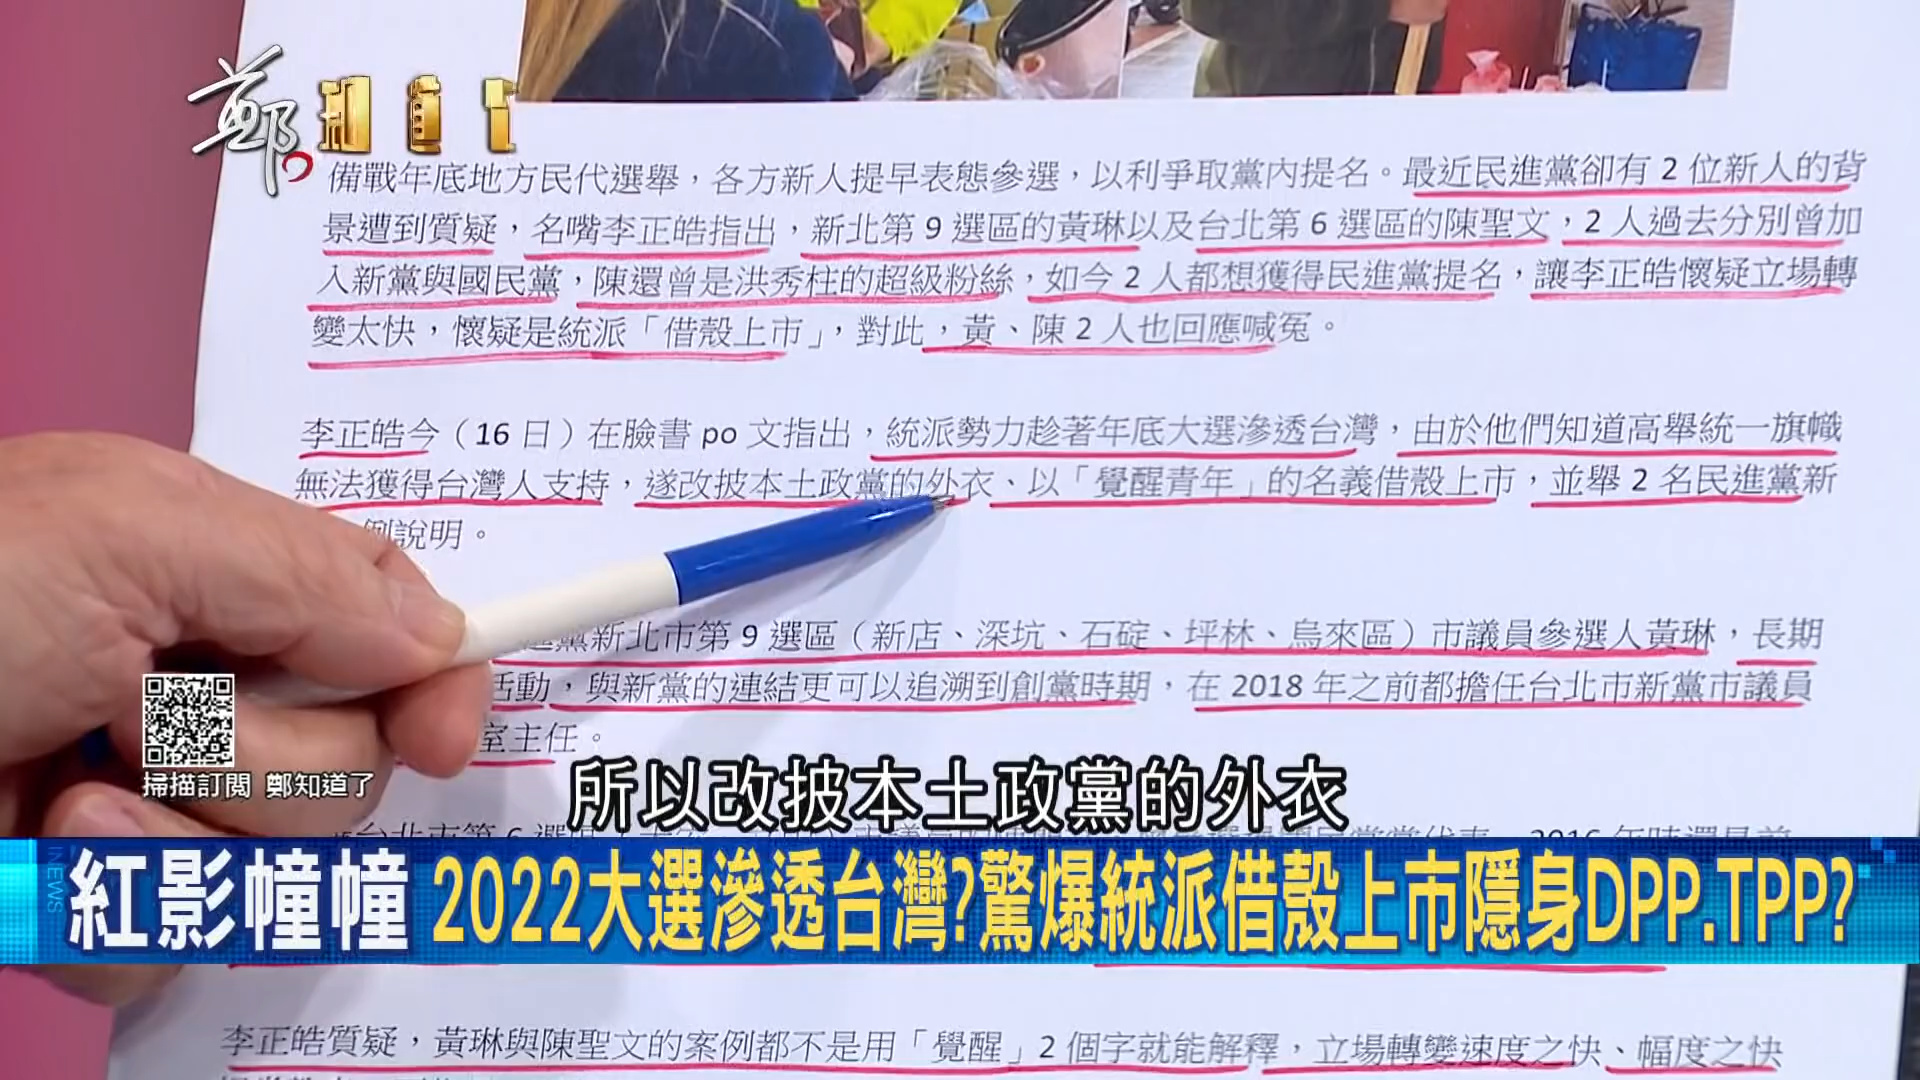 鄭知道了
備戰年底地方民代選舉，各方新人提早表態參選，以利爭取黨內提名。最近民進黨卻有 2 位新人的背
景遭到質疑，名嘴李正皓指出，新北第 9 選區的黃琳以及台北第 6 選區的陳聖文，2 人過去分別曾加
入新黨與國民黨，陳還曾是洪秀柱的超級粉絲，如今 2 人都想獲得民進黨提名，讓李正皓懷疑立場轉
變太快，懷疑是統派「借殼上市」，對此，黃、陳 2 人也回應喊冤。
李正皓今（16 日）在臉書 po 文指出，統派勢力趁著年底大選滲透台灣，由於他們知道高舉統一旗幟
無法獲得台灣人支持，遂改披本土政黨的外衣、以「覺醒青年」的名義借殼上市，並舉 2 名民進黨新
例說明。
黨新北市第 9 選區（新店、深坑、石碇、坪林、烏來區）市議員參選人黃琳，長期
活動，與新黨的連結更可以追溯到創黨時期，在 2018 年之前都擔任台北市新黨市議員
室主任。
掃描訂閱 鄭知道了
所以改披本土政黨的外衣
NEWS
紅影幢幢 2022大選滲透台灣?驚爆統派借殼上市隱身DPP.TPP?
李正皓質疑，黃琳與陳聖文的案例都不是用「覺醒」2 個字就能解釋，立場轉變速度之快、幅度之快